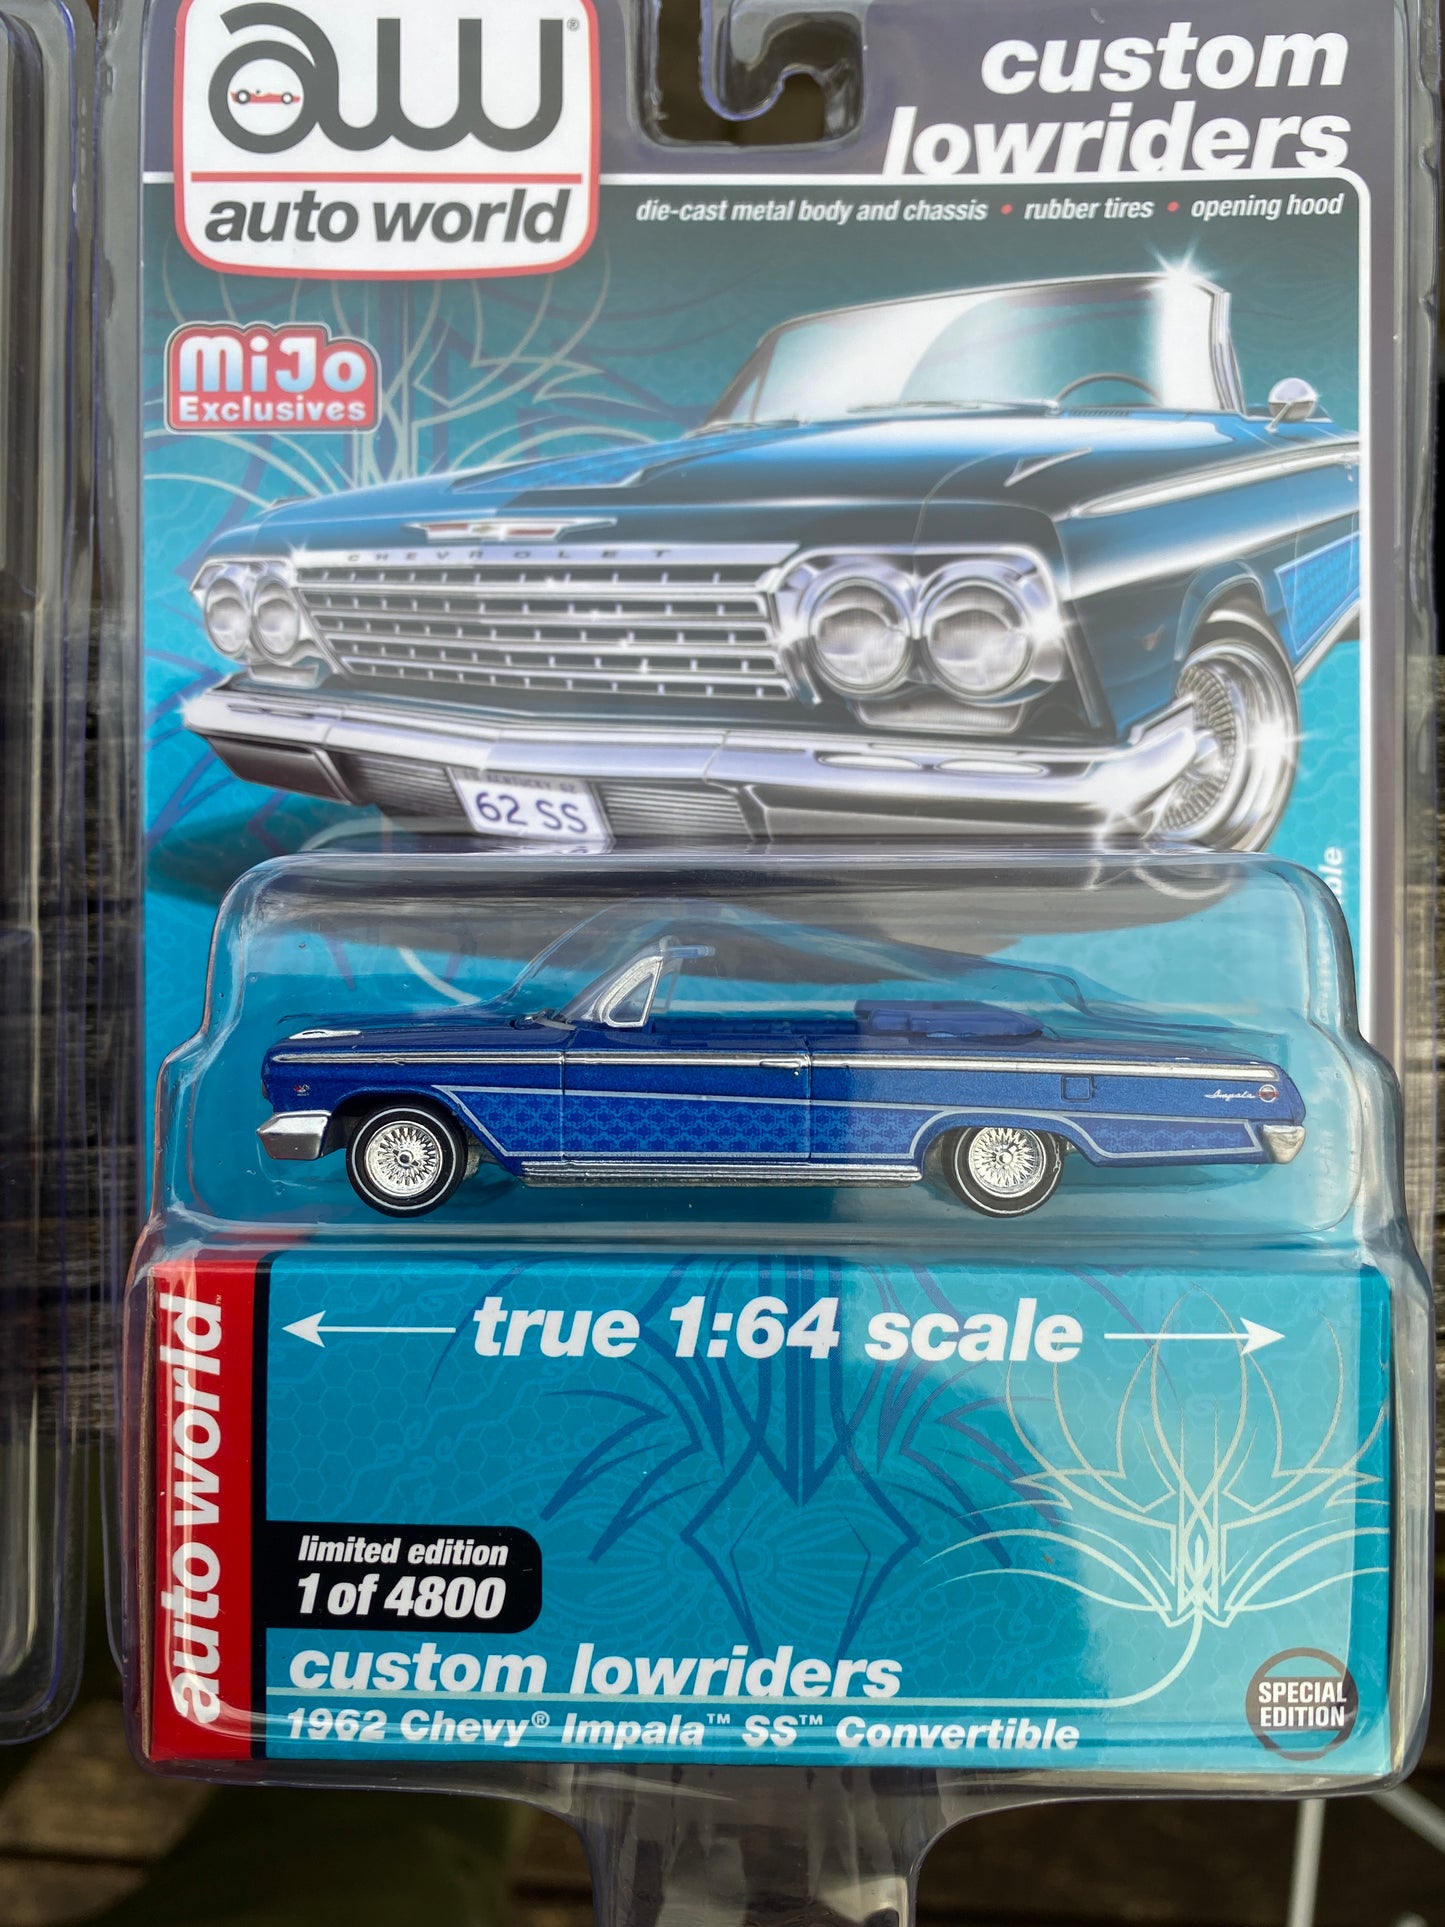 aw®
auto world
custom
lowriders
die-cast metal body and chassis • rubber tires • opening hood
MiJo
Exclusives
CHEVROLET
62 SS
Impala
true 1:64 scale
auto world™
limited edition
1 of 4800
custom lowriders
1962 Chevy® Impala™ SS™ Convertible
SPECIAL
EDITION